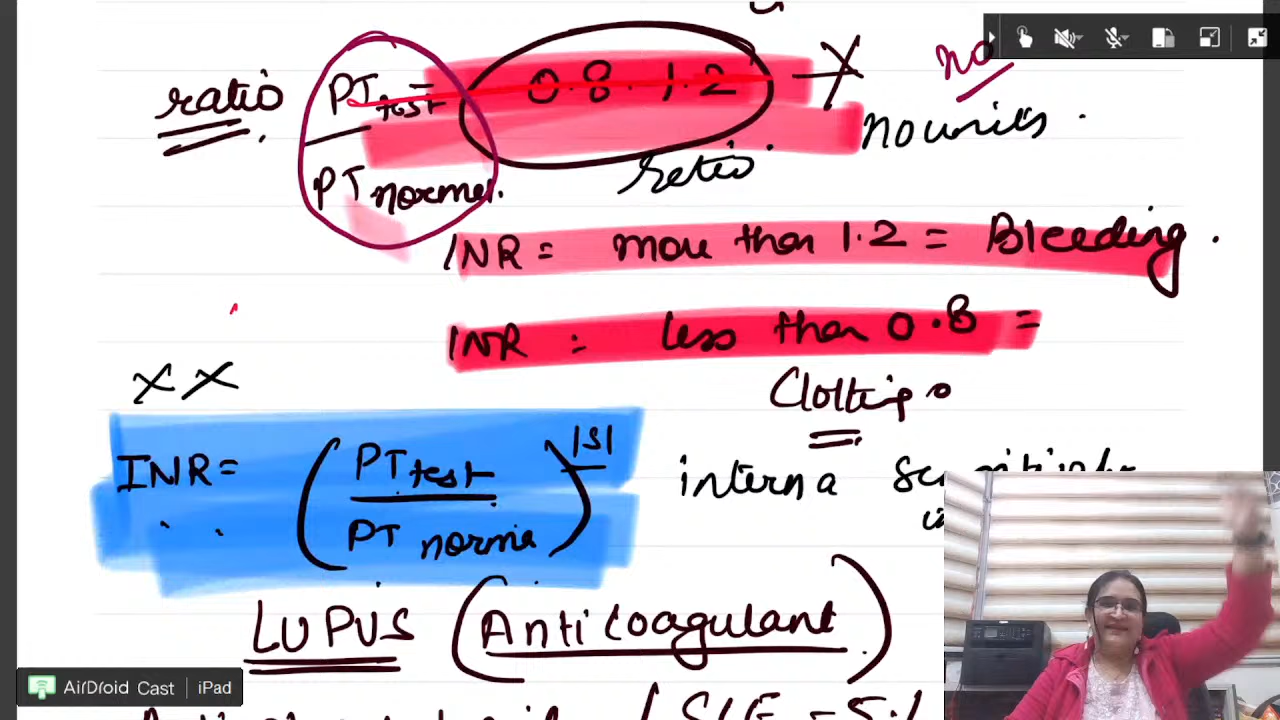 ratio PT test = 0.8 - 1.2 no
PT normal. ratio. no units.
INR = more than 1.2 = Bleeding.
INR : less than 0.8 =
Clotting
INR = (PT test / PT normal) ISI interna
LUPUS (Anticoagulant)
AirDroid Cast | iPad